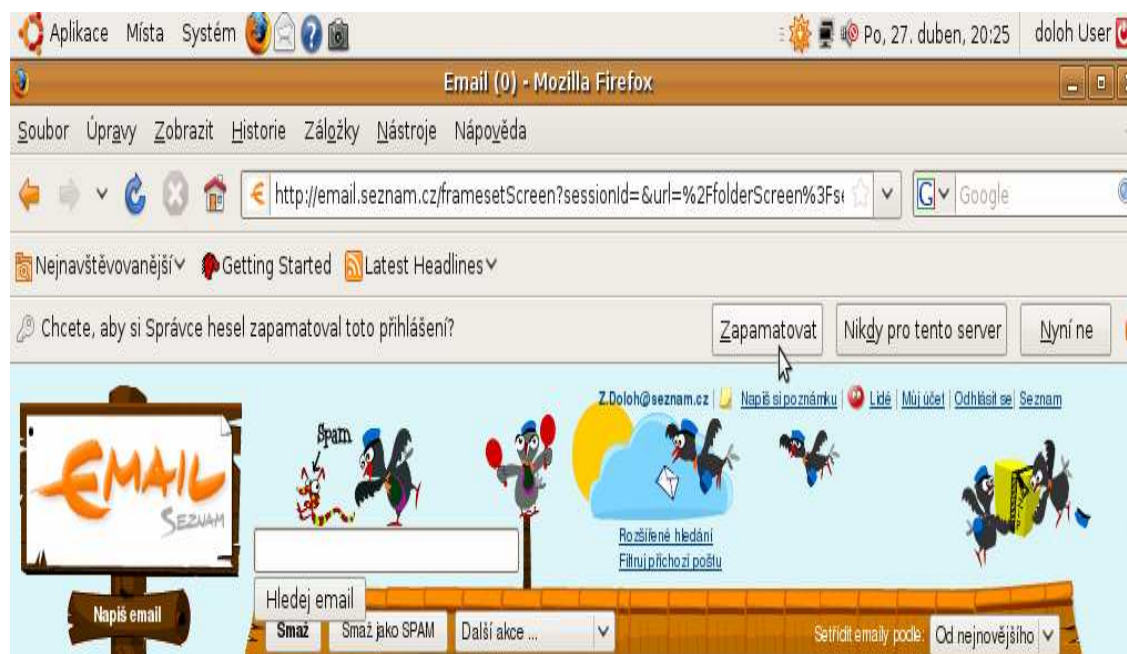 Aplikace Místa Systém Po, 27. duben, 20:25 doloh User
Email (0) - Mozilla Firefox
Soubor Úpravy Zobrazit Historie Záložky Nástroje Nápověda
http://email.seznam.cz/framesetScreen?sessionId=&url=%2FfolderScreen%3Fse G Google
Nejnavštěvovanější Getting Started Latest Headlines
Chcete, aby si Správce hesel zapamatoval toto přihlášení? Zapamatovat Nikdy pro tento server Nyní ne
Z.Doloh@seznam.cz | Napiš si poznámku | Lidé | Můj účet | Odhlásit se | Seznam
Spam
EMAIL
SEZNAM
Rozšířené hledání
Filtruj příchozí poštu
Hledej email
Napiš email
Smaž Smaž jako SPAM Další akce ... Setřídit emaily podle: Od nejnovějšího